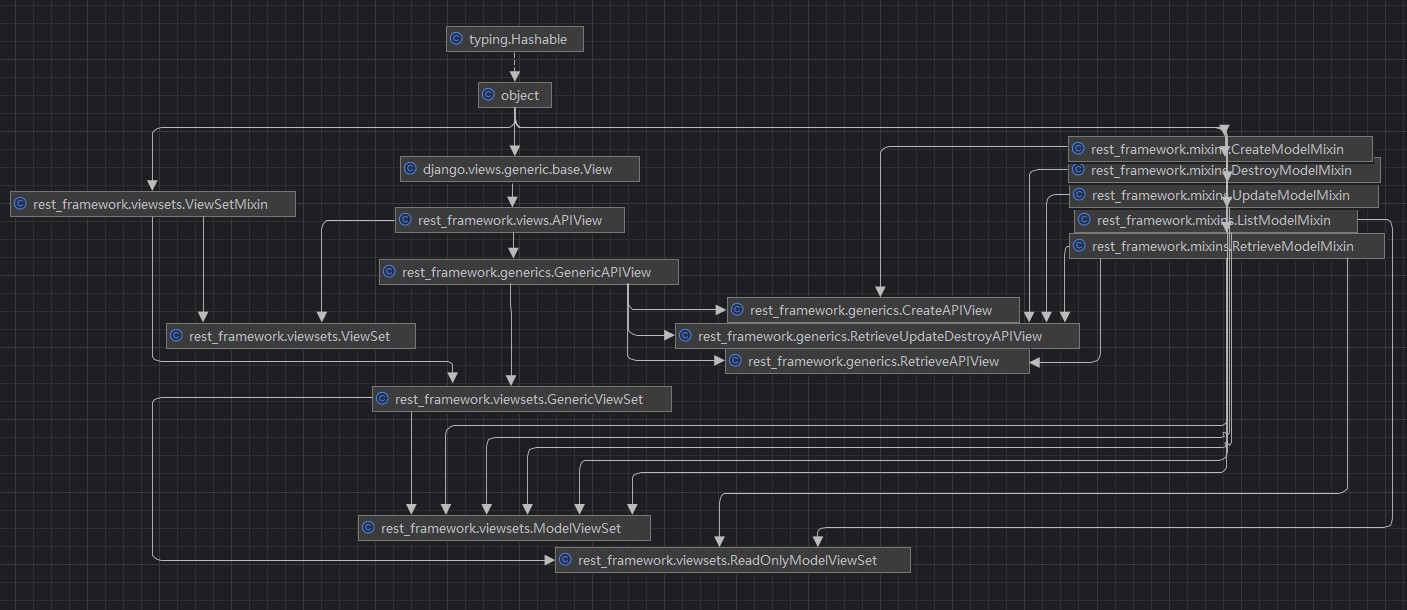 typing.Hashable
object
rest_framework.mixins.CreateModelMixin
django.views.generic.base.View
rest_framework.mixins.DestroyModelMixin
rest_framework.viewsets.ViewSetMixin
rest_framework.mixins.UpdateModelMixin
rest_framework.views.APIView
rest_framework.mixins.ListModelMixin
rest_framework.mixins.RetrieveModelMixin
rest_framework.generics.GenericAPIView
rest_framework.generics.CreateAPIView
rest_framework.viewsets.ViewSet
rest_framework.generics.RetrieveUpdateDestroyAPIView
rest_framework.generics.RetrieveAPIView
rest_framework.viewsets.GenericViewSet
rest_framework.viewsets.ModelViewSet
rest_framework.viewsets.ReadOnlyModelViewSet